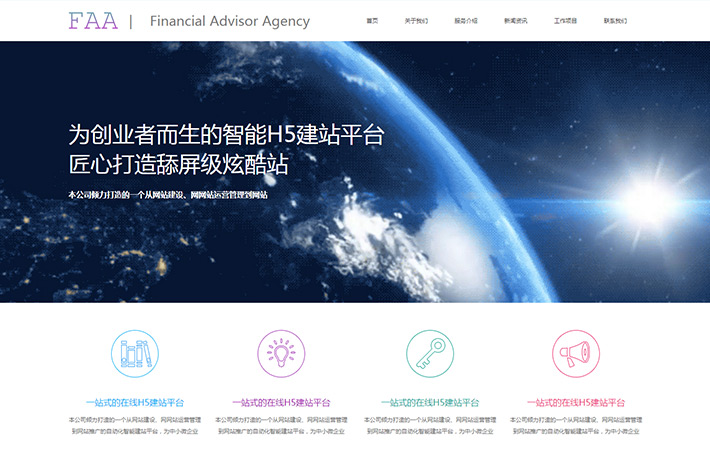 FAA | Financial Advisor Agency
首页 关于我们 服务介绍 新闻资讯 工作项目 联系我们
为创业者而生的智能H5建站平台
匠心打造舔屏级炫酷站
本公司倾力打造的一个从网站建设、网网站运营管理到网站
一站式的在线H5建站平台
本公司倾力打造的一个从网站建设、网网站运营管理
到网站推广的自动化智能建站平台，为中小微企业
一站式的在线H5建站平台
本公司倾力打造的一个从网站建设、网网站运营管理
到网站推广的自动化智能建站平台，为中小微企业
一站式的在线H5建站平台
本公司倾力打造的一个从网站建设、网网站运营管理
到网站推广的自动化智能建站平台，为中小微企业
一站式的在线H5建站平台
本公司倾力打造的一个从网站建设、网网站运营管理
到网站推广的自动化智能建站平台，为中小微企业